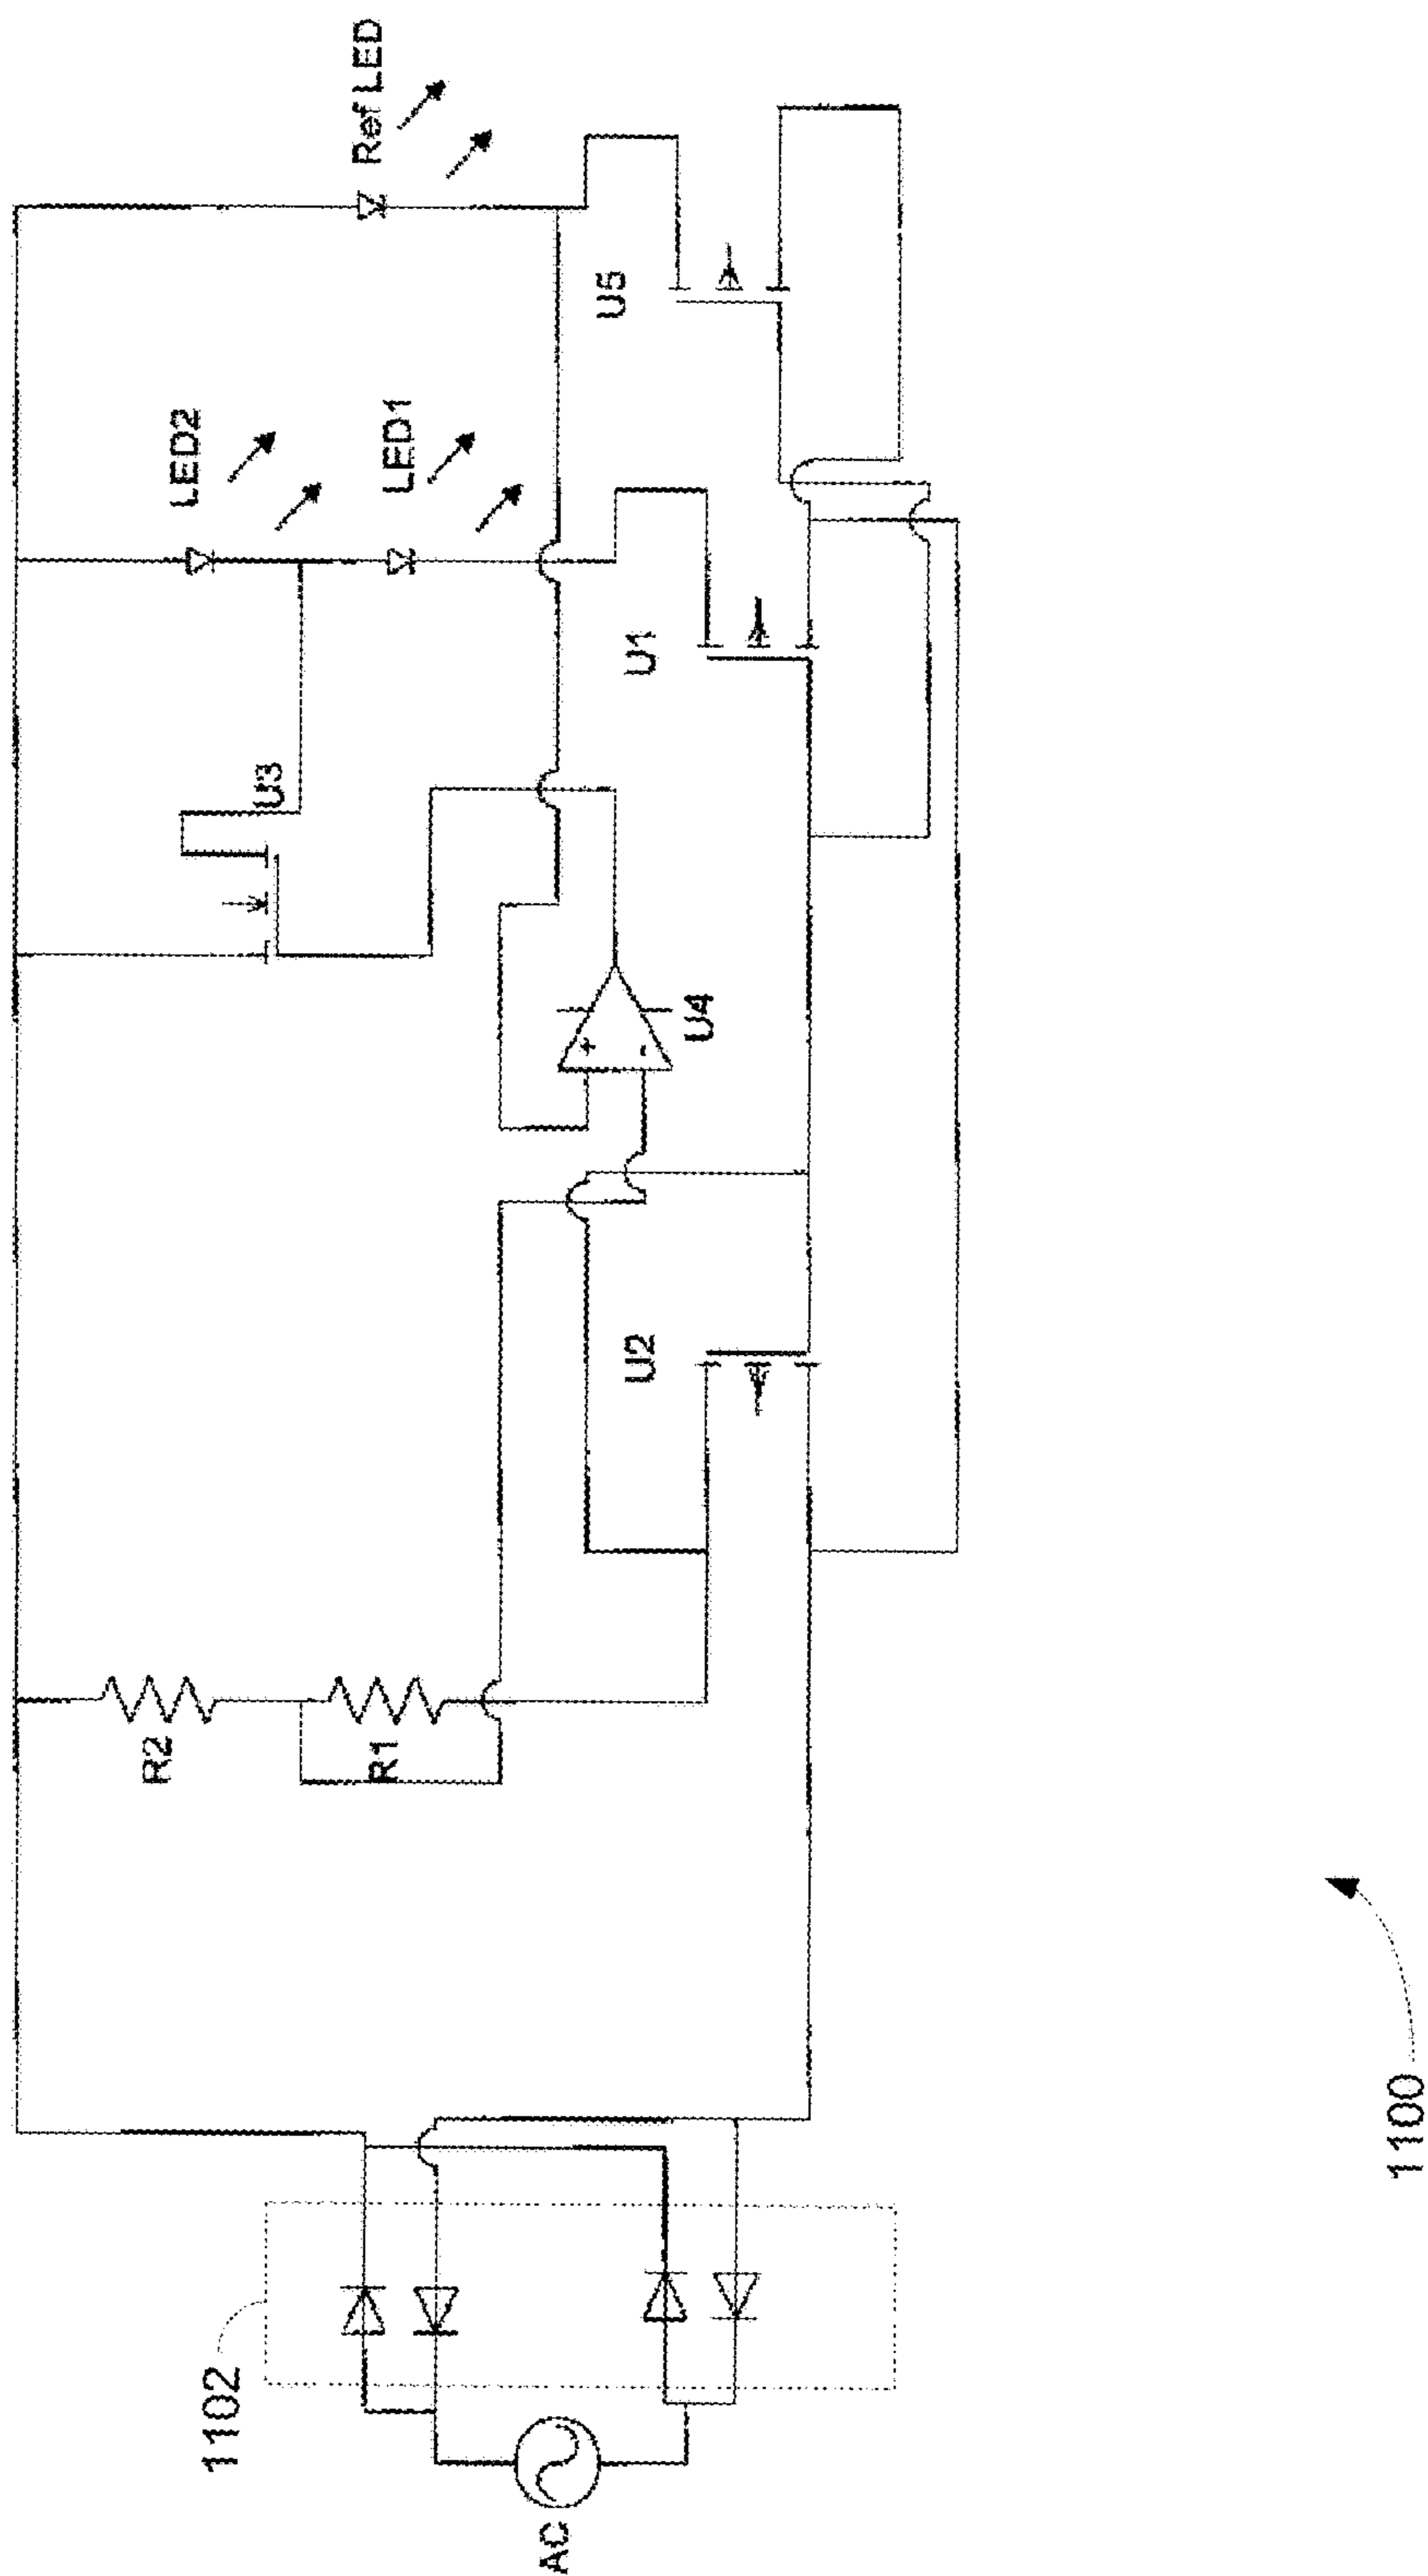 1102
AC
R2
R1
U2
U4
+
-
U3
LED2
LED1
U1
Ref LED
U5
1100